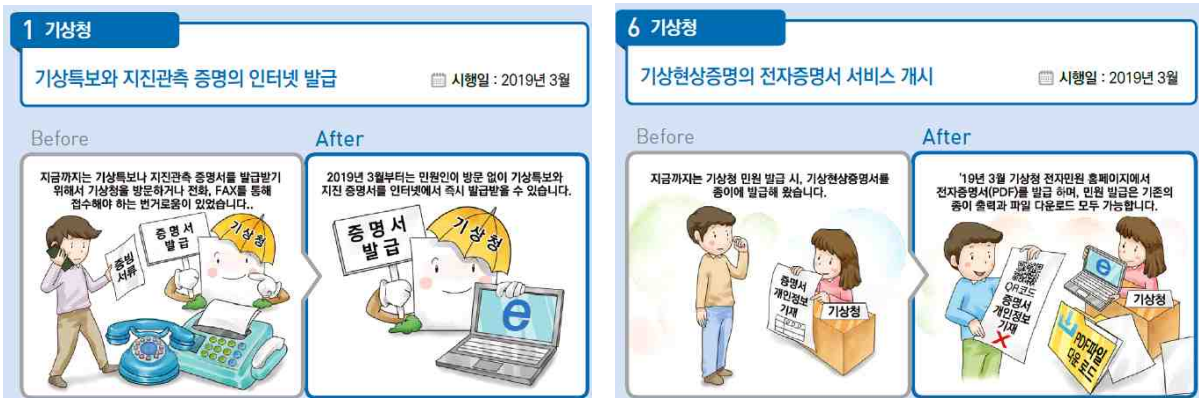 1 기상청
기상특보와 지진관측 증명의 인터넷 발급
시행일 : 2019년 3월
Before
After
지금까지는 기상특보나 지진관측 증명서를 발급받기
위해서 기상청을 방문하거나 전화, FAX를 통해
접수해야 하는 번거로움이 있었습니다..
증빙
서류
증명서
발급
기상청
2019년 3월부터는 민원인이 방문 없이 기상특보와
지진 증명서를 인터넷에서 즉시 발급받을 수 있습니다.
증명서
발급
기상청
e
6 기상청
기상현상증명의 전자증명서 서비스 개시
시행일 : 2019년 3월
Before
After
지금까지는 기상청 민원 발급 시, 기상현상증명서를
종이에 발급해 왔습니다.
증명서
개인정보
기재
기상청
'19년 3월 기상청 전자민원 홈페이지에서
전자증명서(PDF)를 발급 하며, 민원 발급은 기존의
종이 출력과 파일 다운로드 모두 가능합니다.
QR코드
증명서
개인정보
기재
e
기상청
PDF파일
다운로드